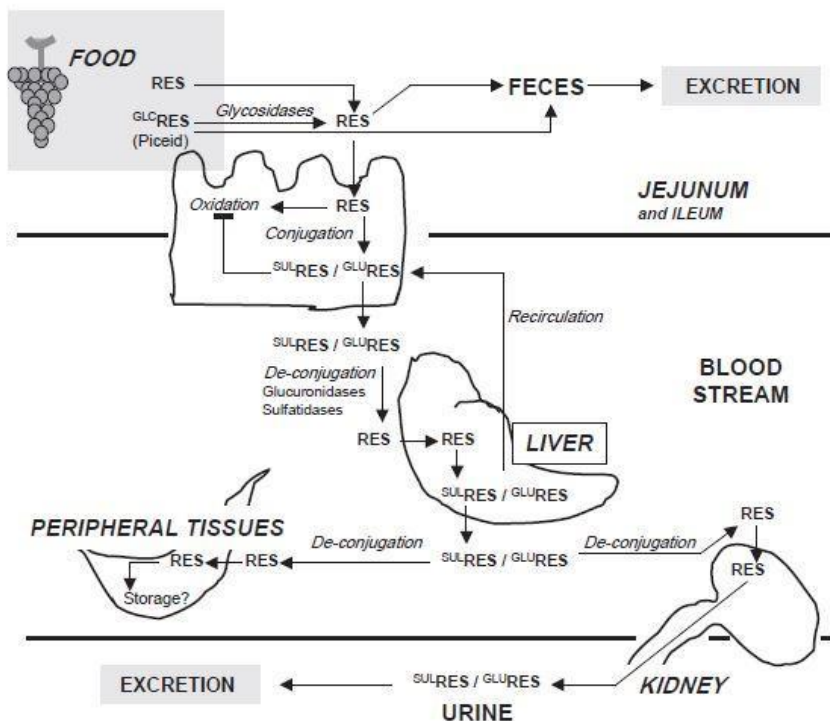 FOOD
RES
GLCRES
(Piceid)
Glycosidases
RES
FECES
EXCRETION
JEJUNUM
and ILEUM
Oxidation
RES
Conjugation
SULRES / GLURES
Recirculation
SULRES / GLURES
De-conjugation
Glucuronidases
Sulfatidases
BLOOD
STREAM
RES
RES
LIVER
SULRES / GLURES
PERIPHERAL TISSUES
De-conjugation
SULRES / GLURES
De-conjugation
RES
RES
RES
RES
Storage?
EXCRETION
SULRES / GLURES
URINE
KIDNEY